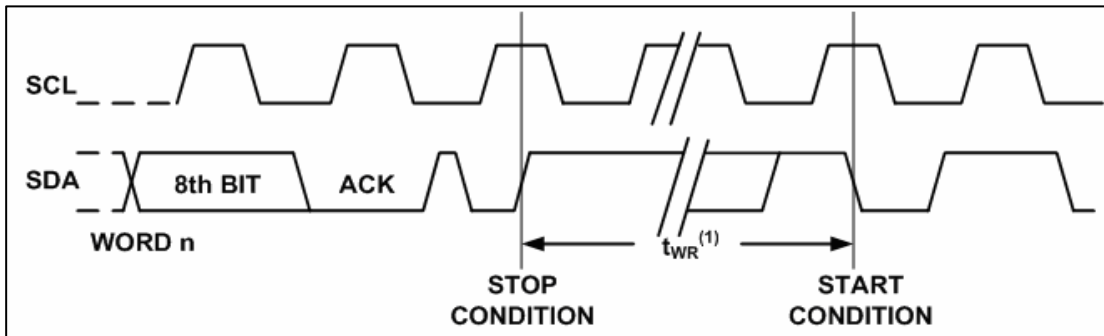 SCL
SDA
8th BIT
ACK
WORD n
tWR(1)
STOP
CONDITION
START
CONDITION